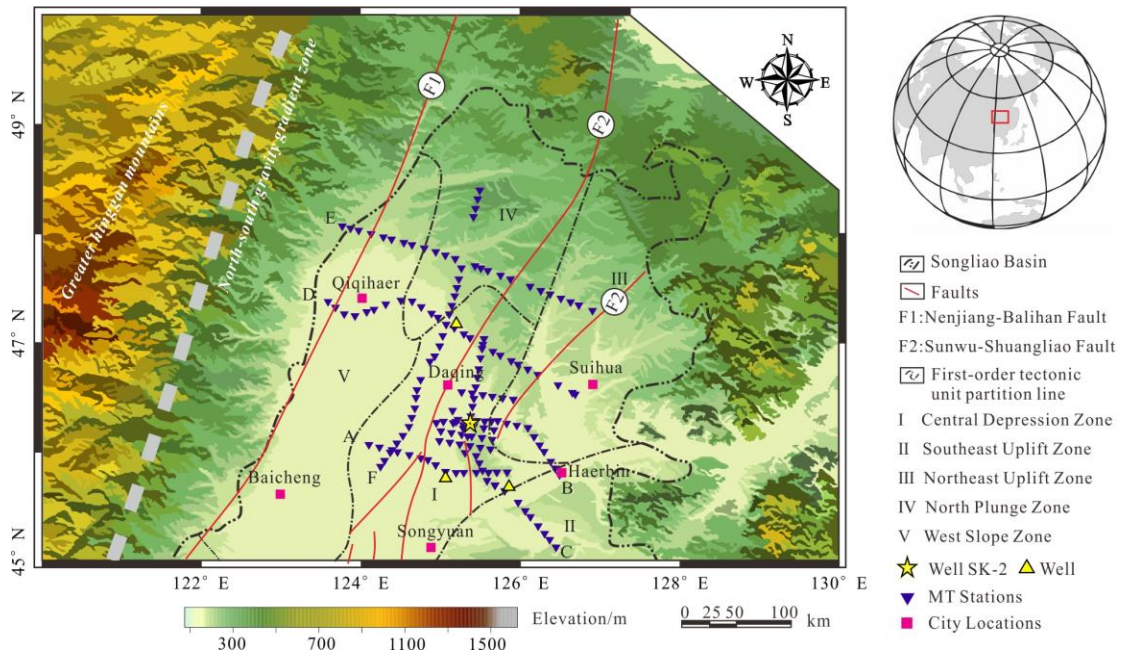 N
W E
S
F1
F2
49° N
47° N
45° N
Greater hinggan mountains
North-south gravity gradient zone
E
IV
Qiqihaer
D
III
F2
V
Daqing
Suihua
A
F
Haerbin
B
Baicheng
I
II
Songyuan
C
122° E
124° E
126° E
128° E
130° E
Elevation/m
300
700
1100
1500
0 25 50 100
km
Songliao Basin
Faults
F1:Nenjiang-Balihan Fault
F2:Sunwu-Shuangliao Fault
First-order tectonic
unit partition line
I Central Depression Zone
II Southeast Uplift Zone
III Northeast Uplift Zone
IV North Plunge Zone
V West Slope Zone
Well SK-2 Well
MT Stations
City Locations